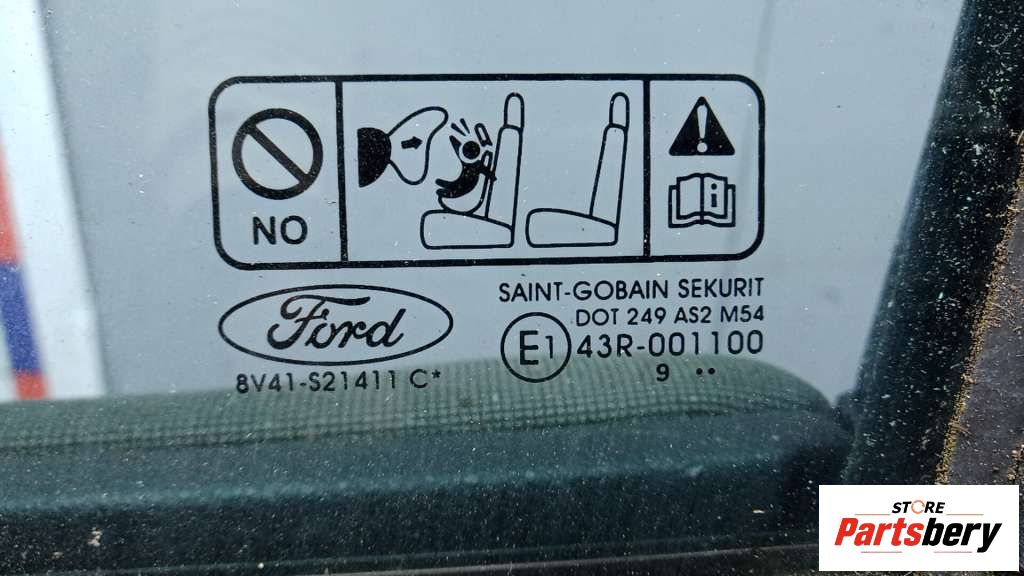 NO
i
Ford
8V41-S21411 C*
SAINT-GOBAIN SEKURIT
DOT 249 AS2 M54
E1 43R-001100
9 ••
STORE
Partsbery